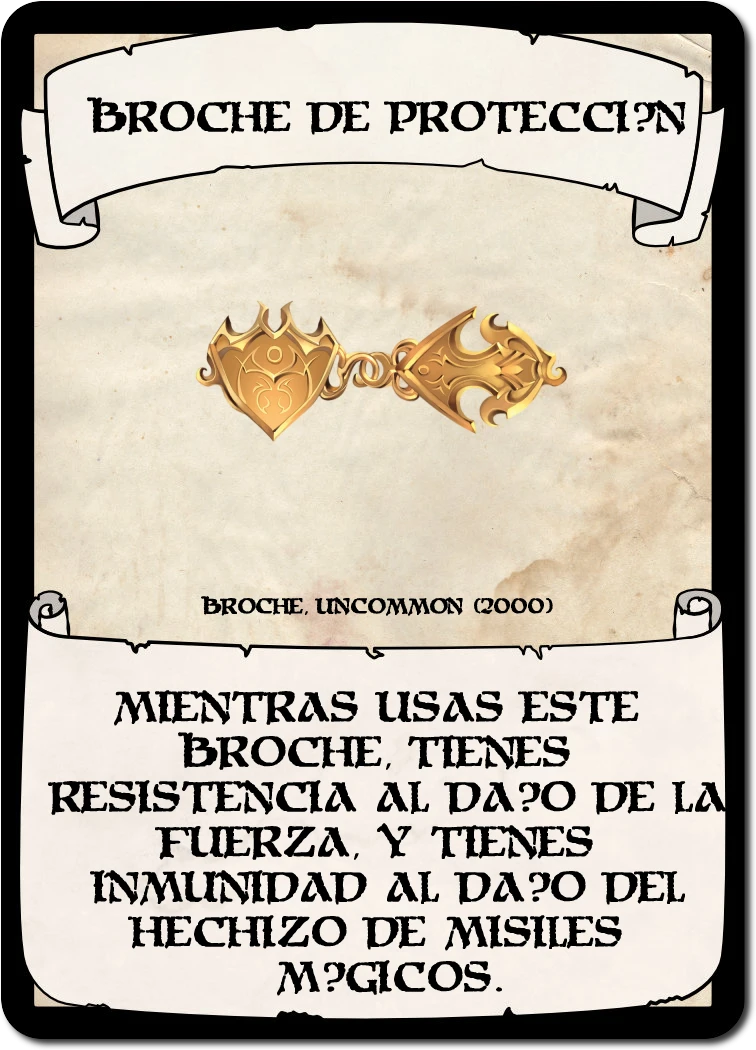 BROCHE DE PROTECCI?N
BROCHE, UNCOMMON (2000)
MIENTRAS USAS ESTE
BROCHE, TIENES
RESISTENCIA AL DA?O DE LA
FUERZA, Y TIENES
INMUNIDAD AL DA?O DEL
HECHIZO DE MISILES
M?GICOS.